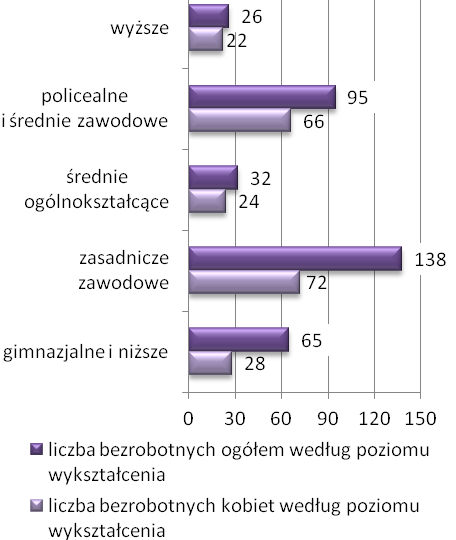 wyższe
26
22
policealne
i średnie zawodowe
95
66
średnie
ogólnokształcące
32
24
zasadnicze
zawodowe
138
72
gimnazjalne i niższe
65
28
0 30 60 90 120 150
liczba bezrobotnych ogółem według poziomu
wykształcenia
liczba bezrobotnych kobiet według poziomu
wykształcenia